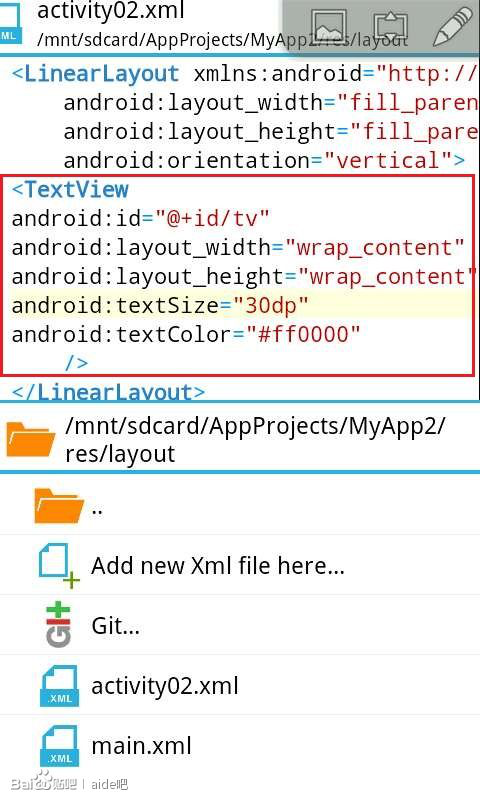 activity02.xml
ML
/mnt/sdcard/AppProjects/MyApp2/res/layout
<LinearLayout xmlns:android="http://
android:layout_width="fill_paren
android:layout_height="fill_pare
android:orientation="vertical">
<TextView
android:id="@+id/tv"
android:layout_width="wrap_content"
android:layout_height="wrap_content"
android:textSize="30dp"
android:textColor="#ff0000"
/>
</LinearLayout>
/mnt/sdcard/AppProjects/MyApp2/
res/layout
..
Add new Xml file here...
Git...
.XML
activity02.xml
.XML
main.xml
Bai 贴吧 | aide吧